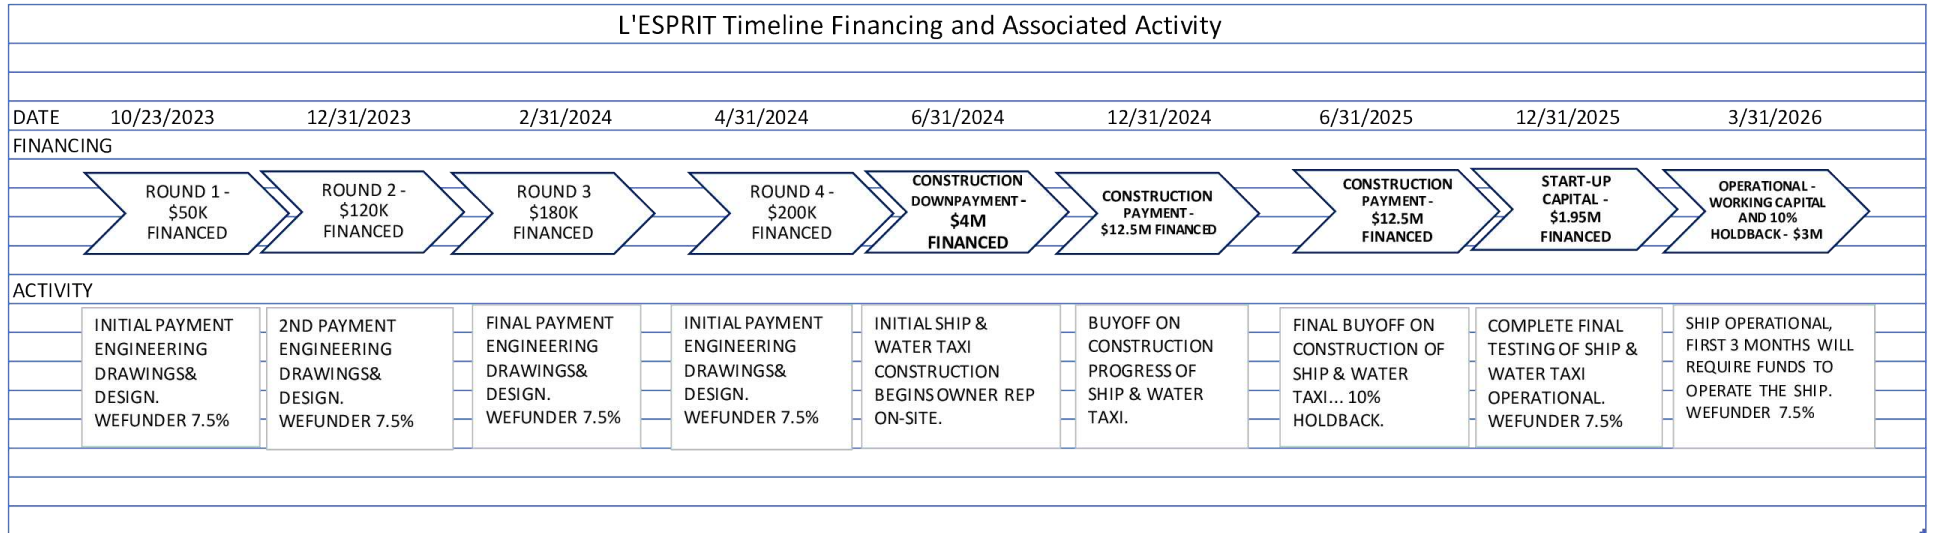 L'ESPRIT Timeline Financing and Associated Activity
DATE 10/23/2023 12/31/2023 2/31/2024 4/31/2024 6/31/2024 12/31/2024 6/31/2025 12/31/2025 3/31/2026
FINANCING
ROUND 1 -
$50K
FINANCED
ROUND 2 -
$120K
FINANCED
ROUND 3
$180K
FINANCED
ROUND 4 -
$200K
FINANCED
CONSTRUCTION
DOWNPAYMENT -
$4M
FINANCED
CONSTRUCTION
PAYMENT -
$12.5M FINANCED
CONSTRUCTION
PAYMENT -
$12.5M
FINANCED
START-UP
CAPITAL -
$1.95M
FINANCED
OPERATIONAL -
WORKING CAPITAL
AND 10%
HOLDBACK - $3M
ACTIVITY
INITIAL PAYMENT
ENGINEERING
DRAWINGS&
DESIGN.
WEFUNDER 7.5%
2ND PAYMENT
ENGINEERING
DRAWINGS&
DESIGN.
WEFUNDER 7.5%
FINAL PAYMENT
ENGINEERING
DRAWINGS&
DESIGN.
WEFUNDER 7.5%
INITIAL PAYMENT
ENGINEERING
DRAWINGS&
DESIGN.
WEFUNDER 7.5%
INITIAL SHIP &
WATER TAXI
CONSTRUCTION
BEGINS OWNER REP
ON-SITE.
BUYOFF ON
CONSTRUCTION
PROGRESS OF
SHIP & WATER
TAXI.
FINAL BUYOFF ON
CONSTRUCTION OF
SHIP & WATER
TAXI... 10%
HOLDBACK.
COMPLETE FINAL
TESTING OF SHIP &
WATER TAXI
OPERATIONAL.
WEFUNDER 7.5%
SHIP OPERATIONAL,
FIRST 3 MONTHS WILL
REQUIRE FUNDS TO
OPERATE THE SHIP.
WEFUNDER 7.5%